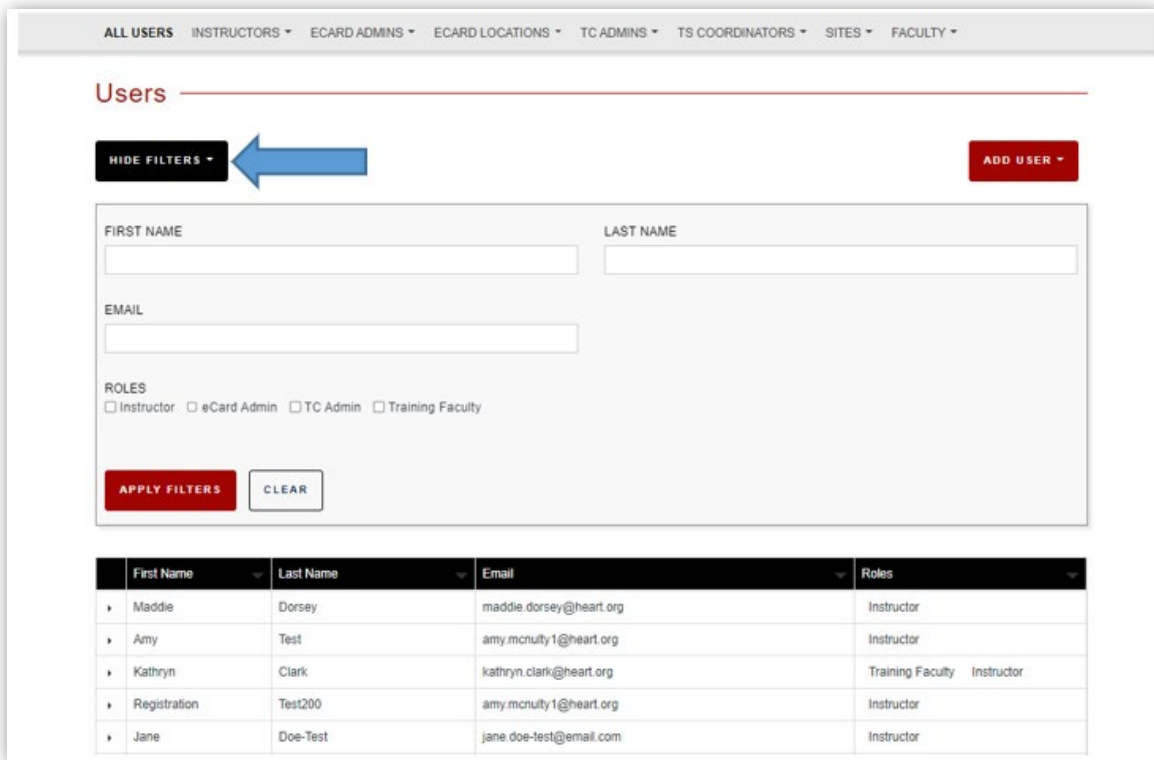 ALL USERS INSTRUCTORS ECARD ADMINS ECARD LOCATIONS TC ADMINS TS COORDINATORS SITES FACULTY
Users
HIDE FILTERS ADD USER
FIRST NAME LAST NAME
EMAIL
ROLES
Instructor eCard Admin TC Admin Training Faculty
APPLY FILTERS CLEAR
First Name Last Name Email Roles
Maddie Dorsey maddie.dorsey@heart.org Instructor
Amy Test amy.mcnulty1@heart.org Instructor
Kathryn Clark kathryn.clark@heart.org Training Faculty Instructor
Registration Test200 amy.mcnulty1@heart.org Instructor
Jane Doe-Test jane.doe-test@email.com Instructor